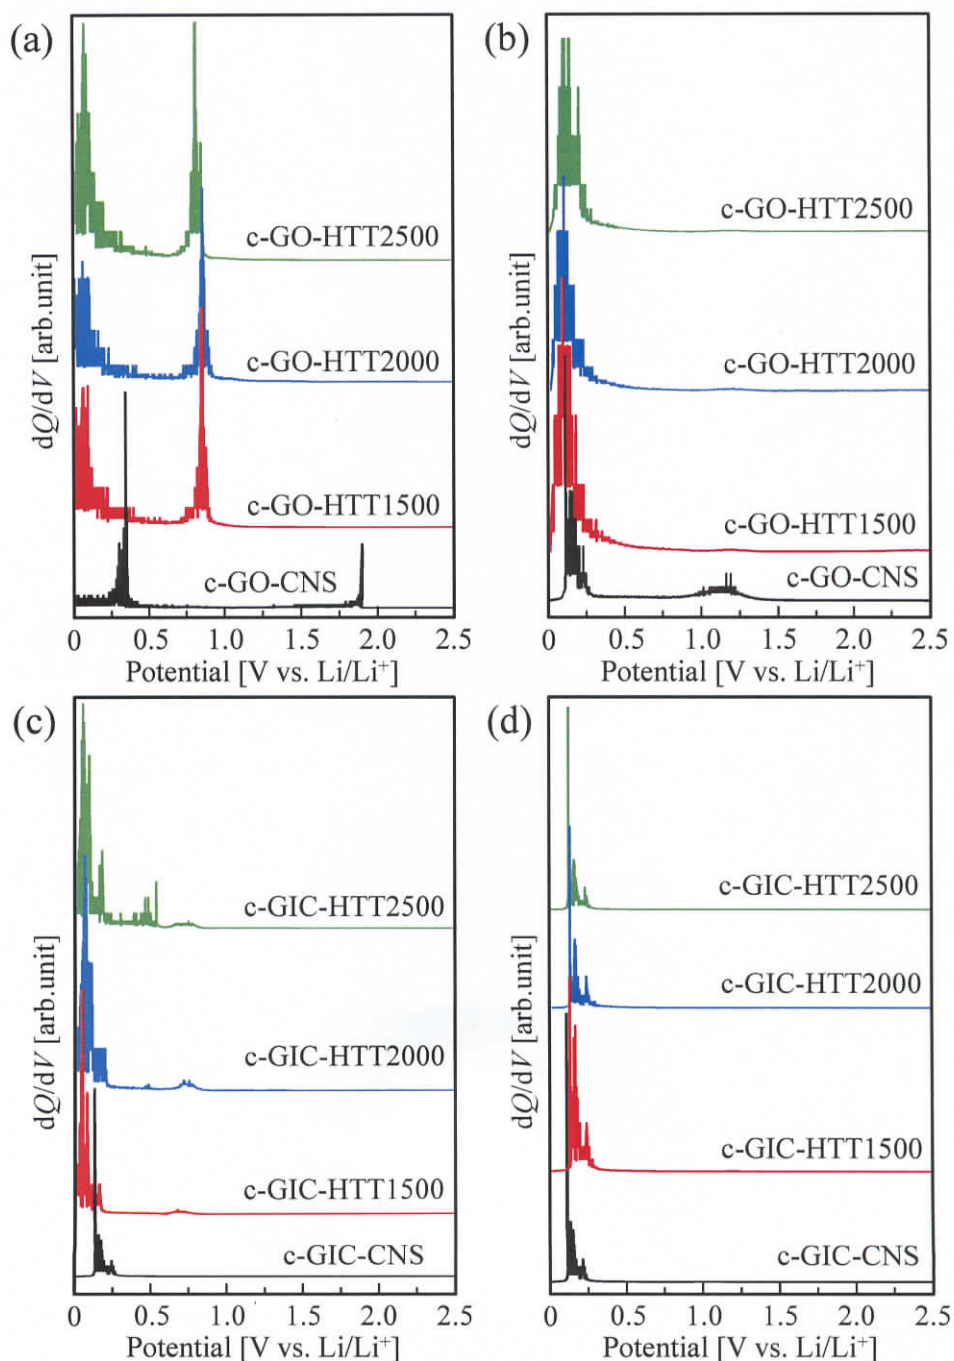 (a)
dQ/dV [arb.unit]
c-GO-HTT2500
c-GO-HTT2000
c-GO-HTT1500
c-GO-CNS
0 0.5 1.0 1.5 2.0 2.5
Potential [V vs. Li/Li⁺]
(b)
dQ/dV [arb.unit]
c-GO-HTT2500
c-GO-HTT2000
c-GO-HTT1500
c-GO-CNS
0 0.5 1.0 1.5 2.0 2.5
Potential [V vs. Li/Li⁺]
(c)
dQ/dV [arb.unit]
c-GIC-HTT2500
c-GIC-HTT2000
c-GIC-HTT1500
c-GIC-CNS
0 0.5 1.0 1.5 2.0 2.5
Potential [V vs. Li/Li⁺]
(d)
dQ/dV [arb.unit]
c-GIC-HTT2500
c-GIC-HTT2000
c-GIC-HTT1500
c-GIC-CNS
0 0.5 1.0 1.5 2.0 2.5
Potential [V vs. Li/Li⁺]